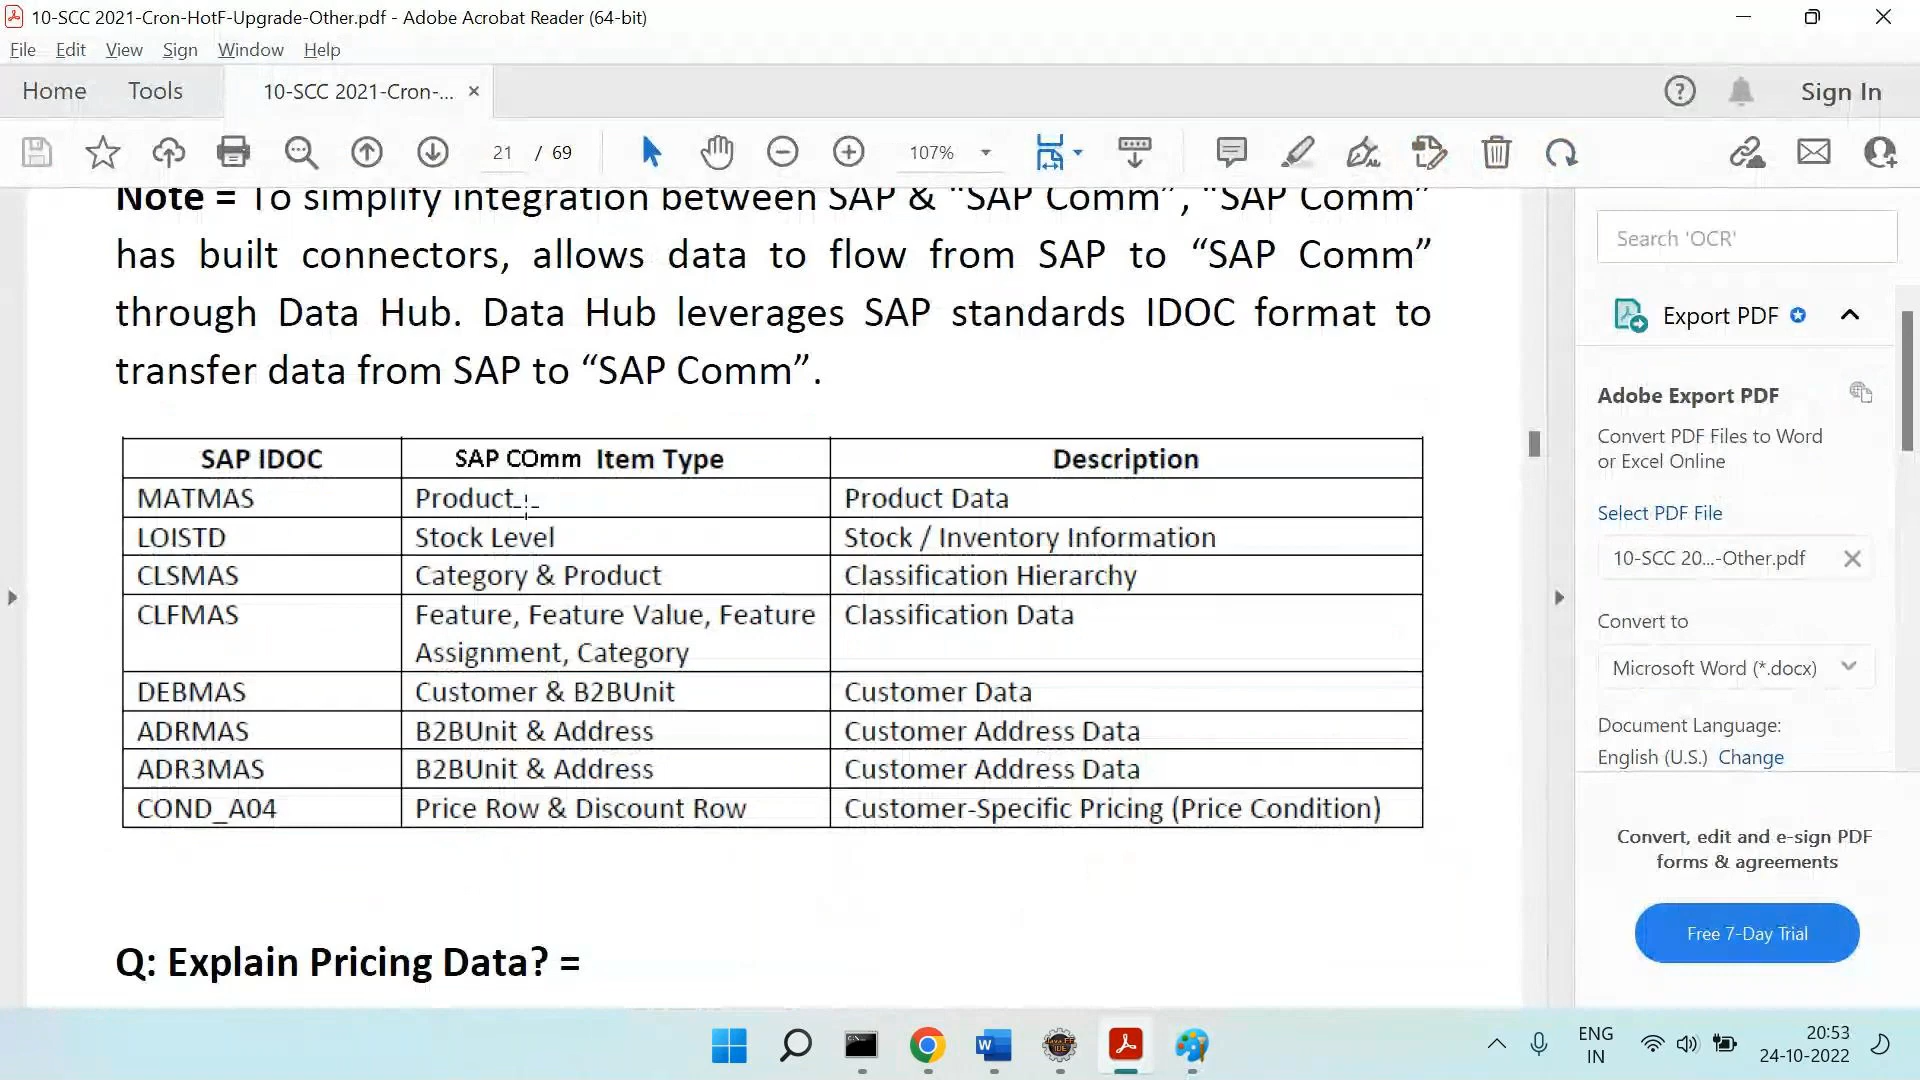 10-SCC 2021-Cron-HotF-Upgrade-Other.pdf - Adobe Acrobat Reader (64-bit)
File Edit View Sign Window Help
Home Tools 10-SCC 2021-Cron-... × Sign In
21 / 69 107%
Note = To simplify integration between SAP & "SAP Comm", "SAP Comm"
has built connectors, allows data to flow from SAP to “SAP Comm”
through Data Hub. Data Hub leverages SAP standards IDOC format to
transfer data from SAP to “SAP Comm”.
SAP IDOC SAP COmm Item Type Description
MATMAS Product Product Data
LOISTD Stock Level Stock / Inventory Information
CLSMAS Category & Product Classification Hierarchy
CLFMAS Feature, Feature Value, Feature Classification Data
Assignment, Category
DEBMAS Customer & B2BUnit Customer Data
ADRMAS B2BUnit & Address Customer Address Data
ADR3MAS B2BUnit & Address Customer Address Data
COND_A04 Price Row & Discount Row Customer-Specific Pricing (Price Condition)
Q: Explain Pricing Data? =
Search 'OCR'
Export PDF
Adobe Export PDF
Convert PDF Files to Word
or Excel Online
Select PDF File
10-SCC 20...-Other.pdf
Convert to
Microsoft Word (*.docx)
Document Language:
English (U.S.) Change
Convert, edit and e-sign PDF
forms & agreements
Free 7-Day Trial
ENG
IN
20:53
24-10-2022